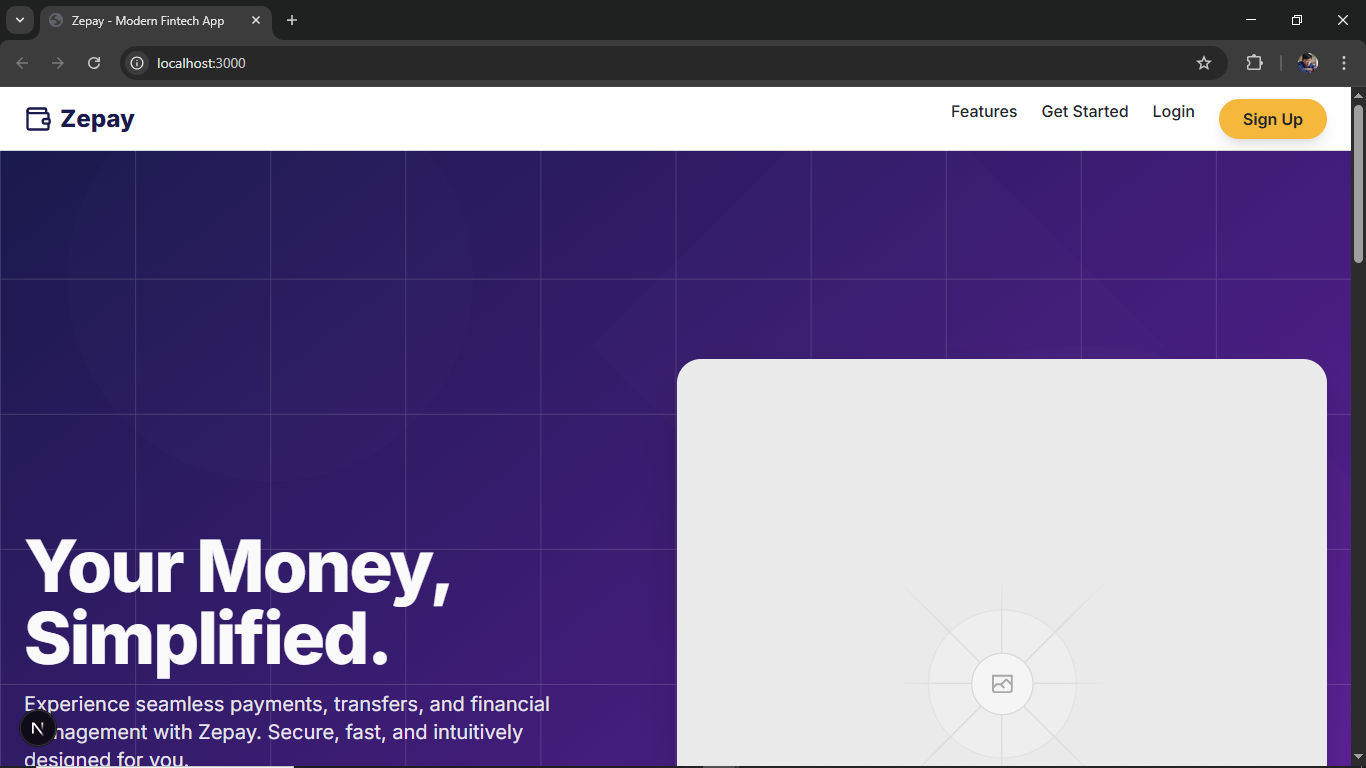 Zepay - Modern Fintech App
localhost:3000
Zepay
Features
Get Started
Login
Sign Up
Your Money,
Simplified.
Experience seamless payments, transfers, and financial
nagement with Zepay. Secure, fast, and intuitively
designed for you.
N